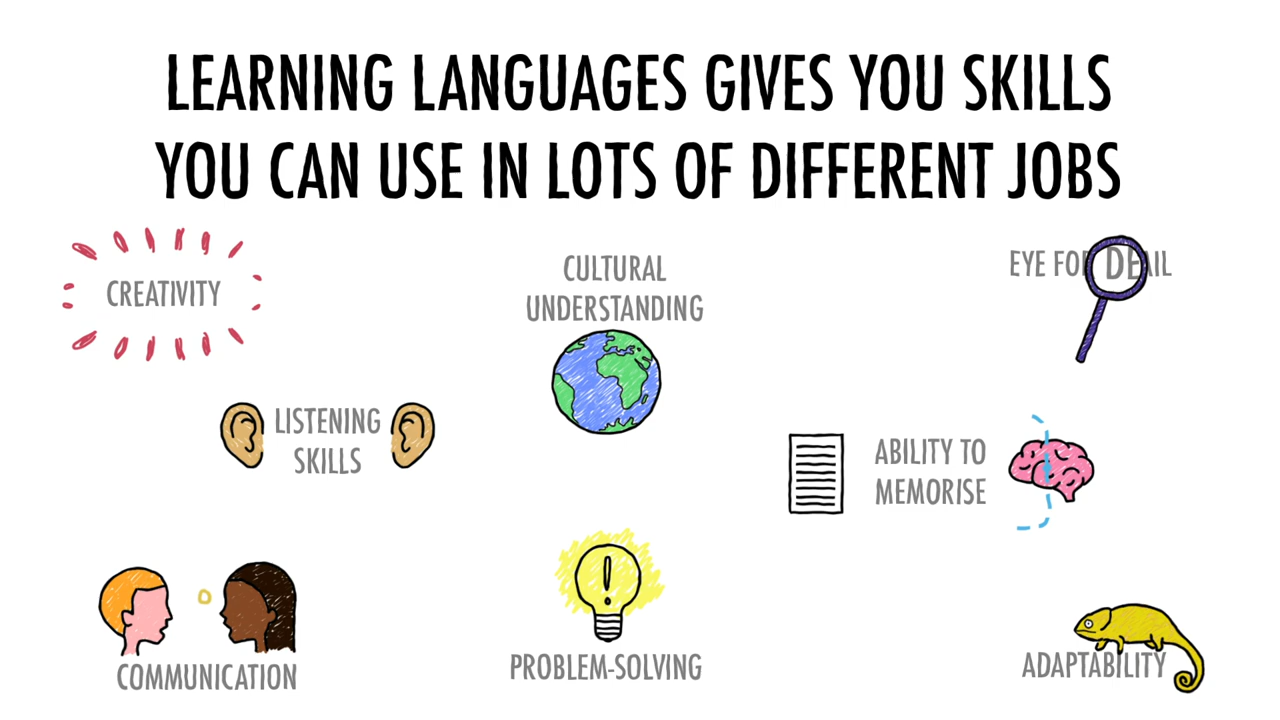 LEARNING LANGUAGES GIVES YOU SKILLS
YOU CAN USE IN LOTS OF DIFFERENT JOBS
CREATIVITY
CULTURAL
UNDERSTANDING
EYE FOR DETAIL
LISTENING
SKILLS
ABILITY TO
MEMORISE
COMMUNICATION
PROBLEM-SOLVING
ADAPTABILITY